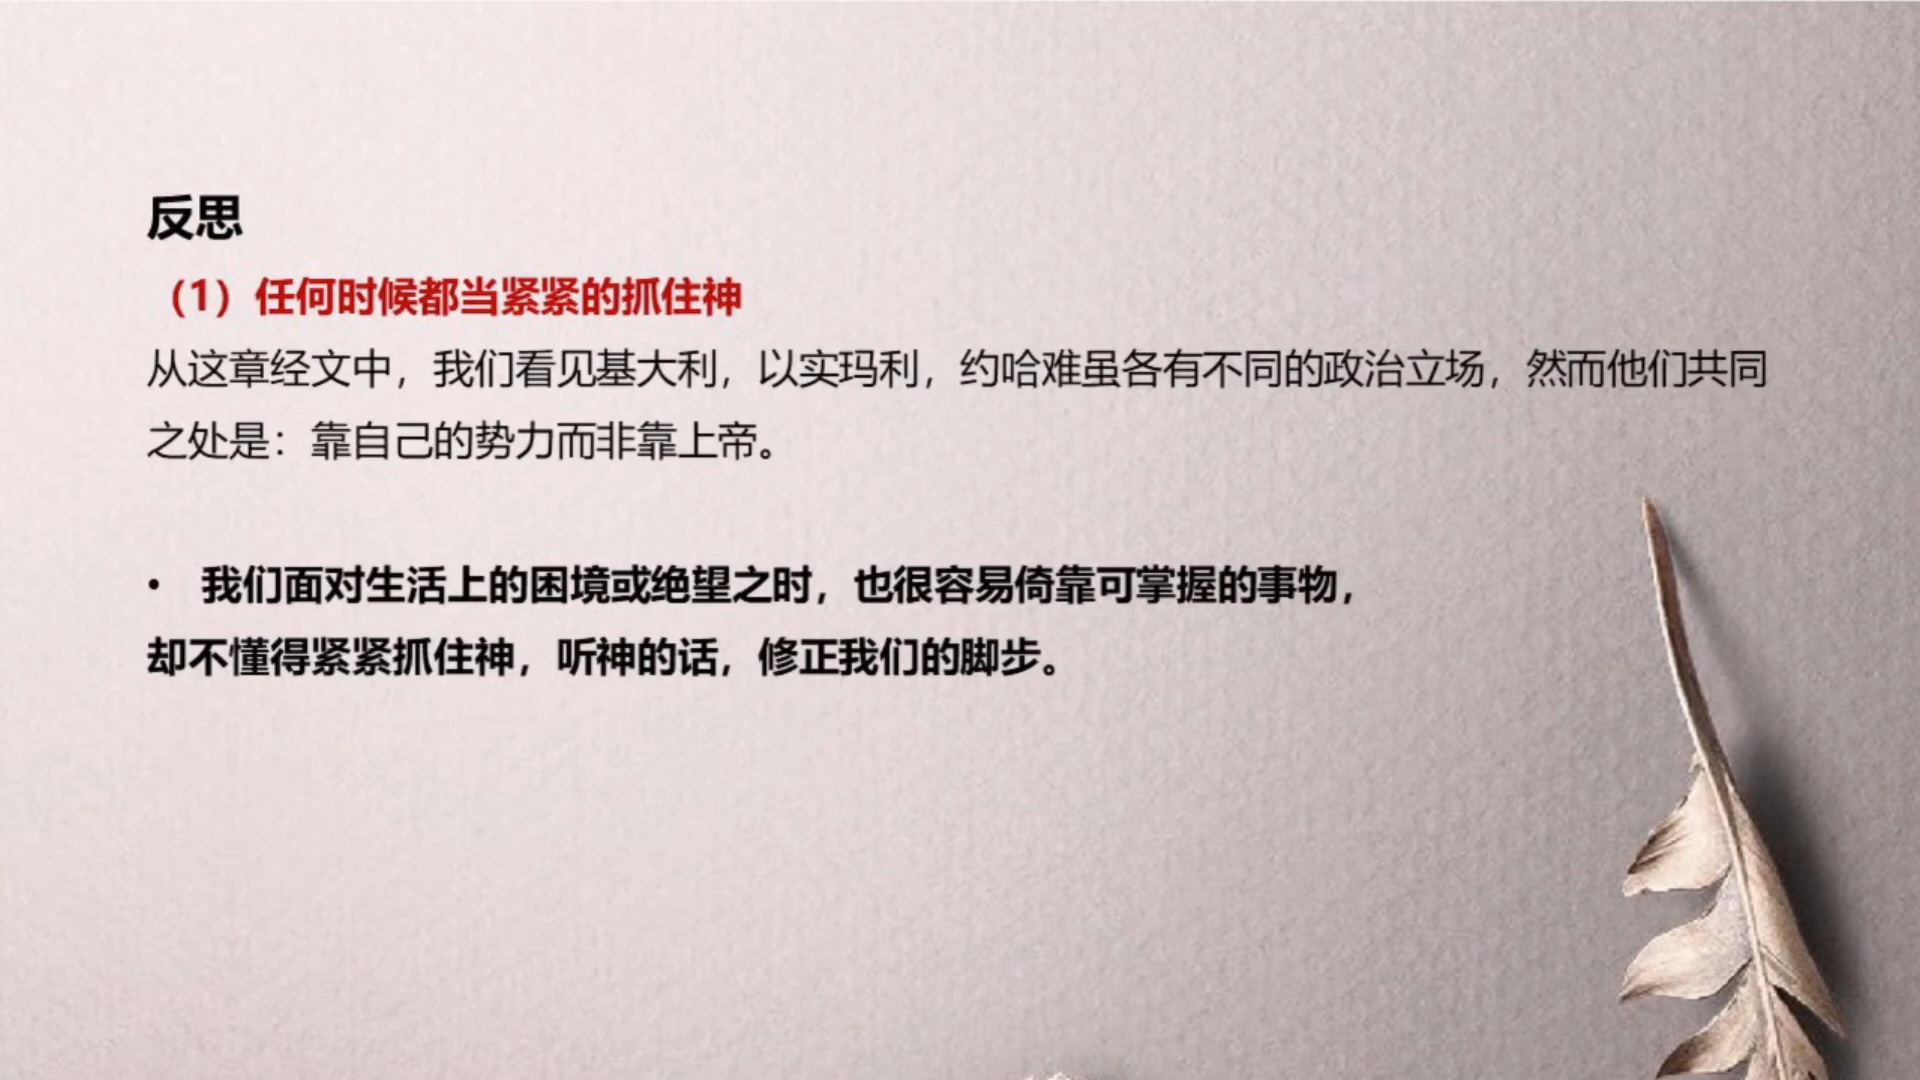 反思
（1）任何时候都当紧紧的抓住神
从这章经文中，我们看见基大利，以实玛利，约哈难虽各有不同的政治立场，然而他们共同
之处是：靠自己的势力而非靠上帝。
• 我们面对生活上的困境或绝望之时，也很容易倚靠可掌握的事物，
却不懂得紧紧抓住神，听神的话，修正我们的脚步。